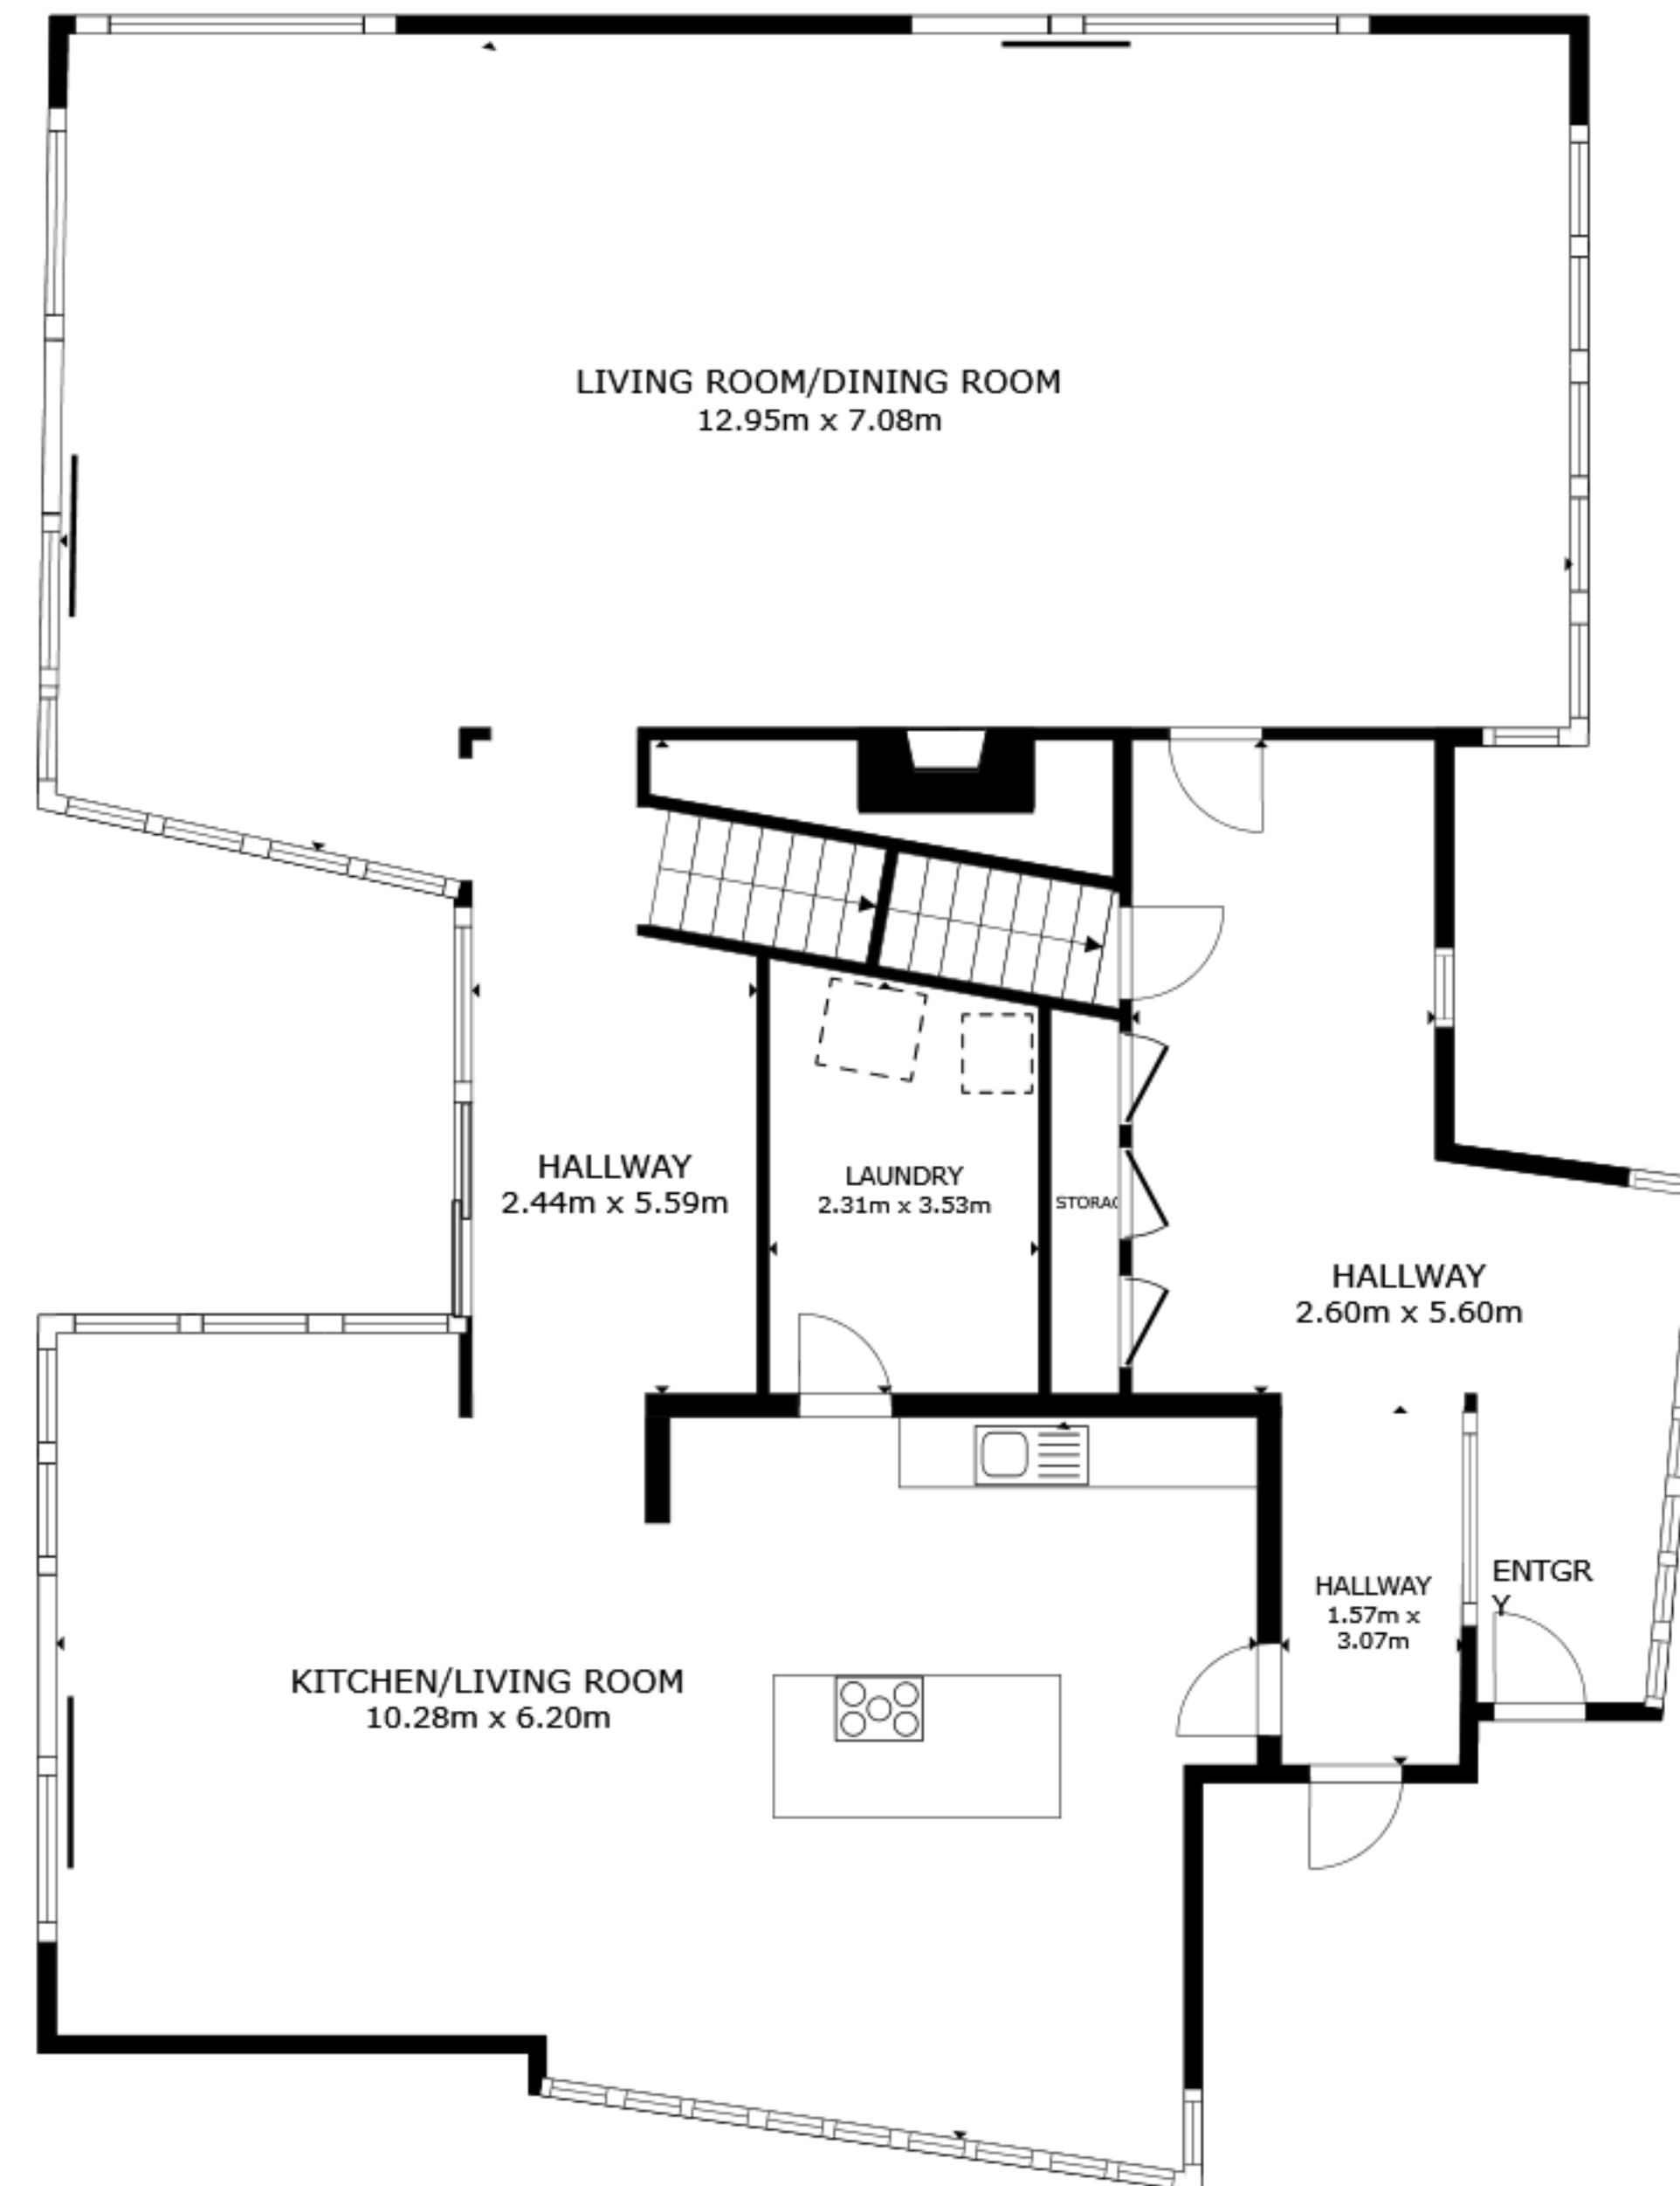 LIVING ROOM/DINING ROOM
12.95m x 7.08m
HALLWAY
2.44m x 5.59m
LAUNDRY
2.31m x 3.53m
STORAG
HALLWAY
2.60m x 5.60m
HALLWAY
1.57m x
3.07m
ENTGR
Y
KITCHEN/LIVING ROOM
10.28m x 6.20m